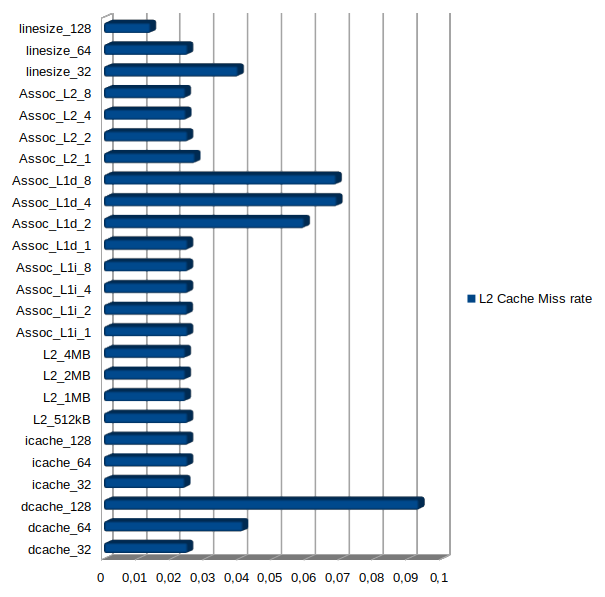 linesize_128
linesize_64
linesize_32
Assoc_L2_8
Assoc_L2_4
Assoc_L2_2
Assoc_L2_1
Assoc_L1d_8
Assoc_L1d_4
Assoc_L1d_2
Assoc_L1d_1
Assoc_L1i_8
Assoc_L1i_4
Assoc_L1i_2
Assoc_L1i_1
L2_4MB
L2_2MB
L2_1MB
L2_512kB
icache_128
icache_64
icache_32
dcache_128
dcache_64
dcache_32
0 0,01 0,02 0,03 0,04 0,05 0,06 0,07 0,08 0,09 0,1
L2 Cache Miss rate